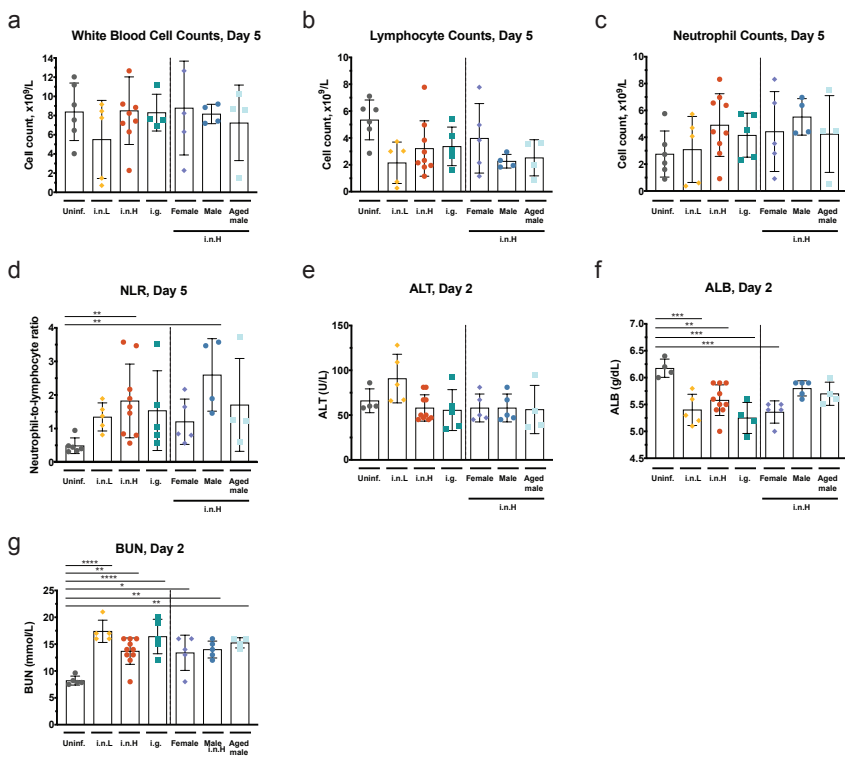 a
White Blood Cell Counts, Day 5
Cell count, x10⁹/L
14
12
10
8
6
4
2
0
Uninf.
i.n.L
i.n.H
i.g.
Female
Male
Aged male
i.n.H
b
Lymphocyte Counts, Day 5
Cell count, x10⁹/L
10
8
6
4
2
0
Uninf.
i.n.L
i.n.H
i.g.
Female
Male
Aged male
i.n.H
c
Neutrophil Counts, Day 5
Cell count, x10⁹/L
10
8
6
4
2
0
Uninf.
i.n.L
i.n.H
i.g.
Female
Male
Aged
male
i.n.H
d
NLR, Day 5
Neutrophil-to-lymphocyte ratio
**
**
4
3
2
1
0
Uninf.
i.n.L
i.n.H
i.g.
Female
Male
Aged
male
i.n.H
e
ALT, Day 2
ALT (U/L)
150
100
50
0
Uninf.
i.n.L
i.n.H
i.g.
Female
Male
Aged
male
i.n.H
f
ALB, Day 2
ALB (g/dL)
***
**
***
***
7.0
6.5
6.0
5.5
5.0
4.5
Uninf.
i.n.L
i.n.H
i.g.
Female
Male
Aged
male
i.n.H
g
BUN, Day 2
BUN (mmol/L)
****
**
****
*
**
**
25
20
15
10
5
0
Uninf.
i.n.L
i.n.H
i.g.
Female
Male
Aged
male
i.n.H